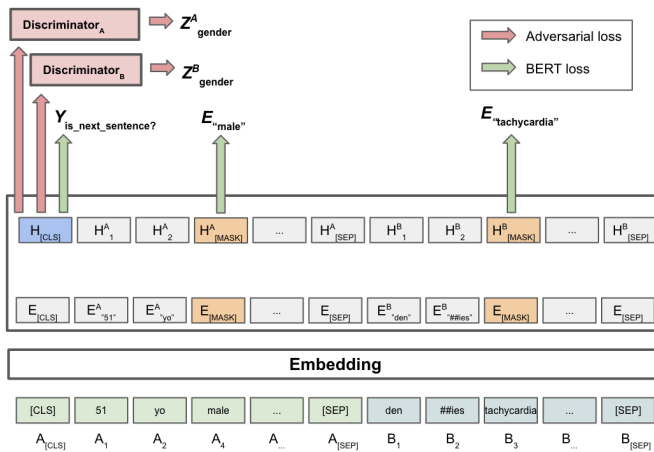 Discriminator_A Z^A_gender
Discriminator_B Z^B_gender
Adversarial loss
BERT loss
Y_is_next_sentence? E_"male" E_"tachycardia"
H_[CLS] H^A_1 H^A_2 H^A_[MASK] ... H^A_[SEP] H^B_1 H^B_2 H^B_[MASK] ... H^B_[SEP]
E_[CLS] E^A_"51" E^A_"yo" E_[MASK] ... E_[SEP] E^B_"den" E^B_"##ies" E_[MASK] ... E_[SEP]
Embedding
[CLS] 51 yo male ... [SEP] den ##ies tachycardia ... [SEP]
A_[CLS] A_1 A_2 A_4 A_... A_[SEP] B_1 B_2 B_3 B_... B_[SEP]